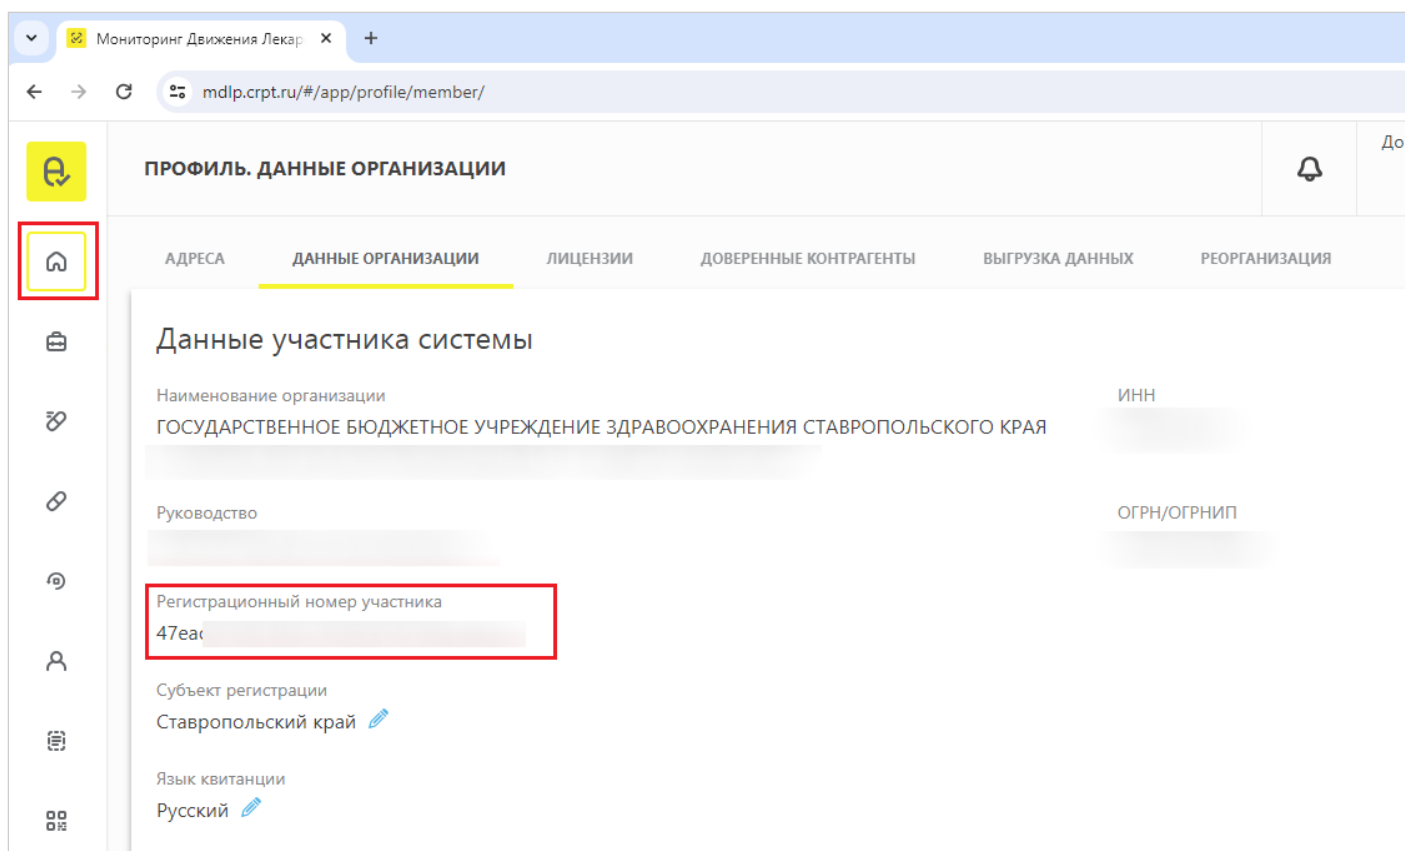 Мониторинг Движения Лекар
mdlp.crpt.ru/#/app/profile/member/
ПРОФИЛЬ. ДАННЫЕ ОРГАНИЗАЦИИ
До
АДРЕСА ДАННЫЕ ОРГАНИЗАЦИИ ЛИЦЕНЗИИ ДОВЕРЕННЫЕ КОНТРАГЕНТЫ ВЫГРУЗКА ДАННЫХ РЕОРГАНИЗАЦИЯ
Данные участника системы
Наименование организации
ИНН
ГОСУДАРСТВЕННОЕ БЮДЖЕТНОЕ УЧРЕЖДЕНИЕ ЗДРАВООХРАНЕНИЯ СТАВРОПОЛЬСКОГО КРАЯ
Руководство
ОГРН/ОГРНИП
Регистрационный номер участника
47ea
Субъект регистрации
Ставропольский край
Язык квитанции
Русский